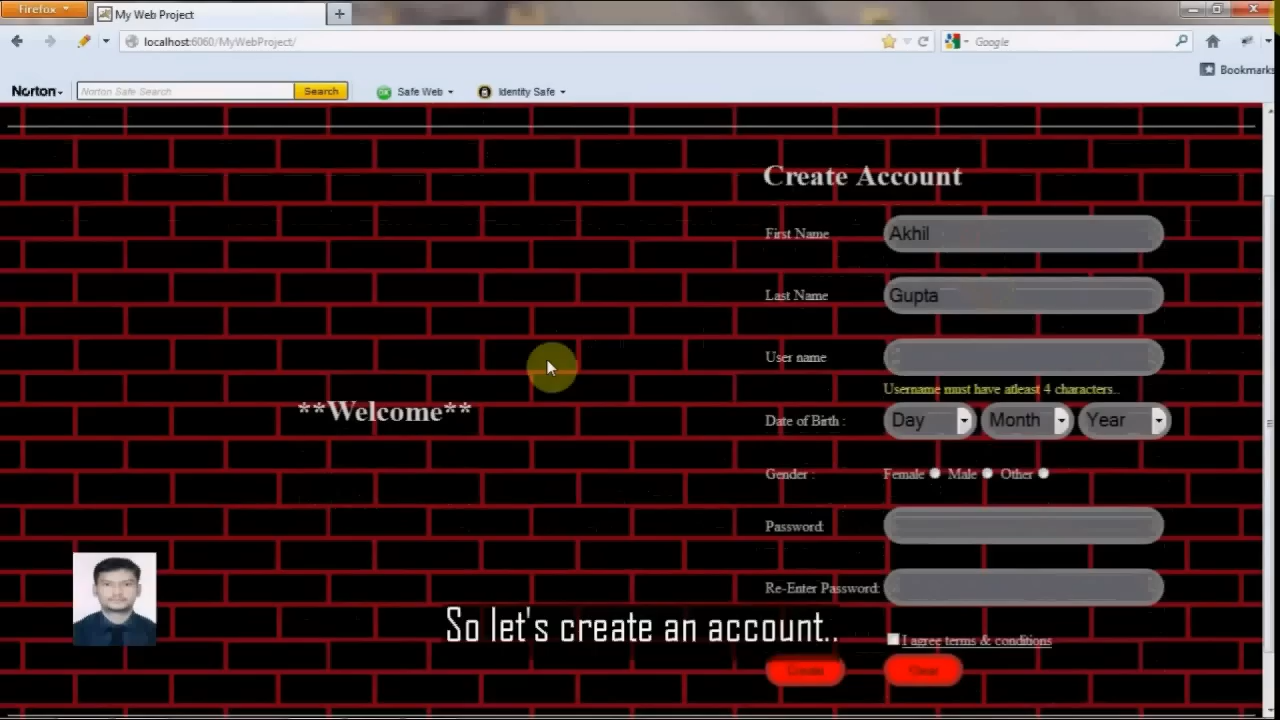 firefox
My Web Project
localhost:6060/MyWebProject/
Google
Bookmarks
Norton
Norton Safe Search
Search
Safe Web
Identity Safe
Create Account
First Name
Akhil
Last Name
Gupta
User name
Username must have atleast 4 characters..
**Welcome**
Date of Birth :
Day
Month
Year
Gender :
Female
Male
Other
Password:
Re-Enter Password:
So let's create an account..
I agree terms & conditions
Create
Clear